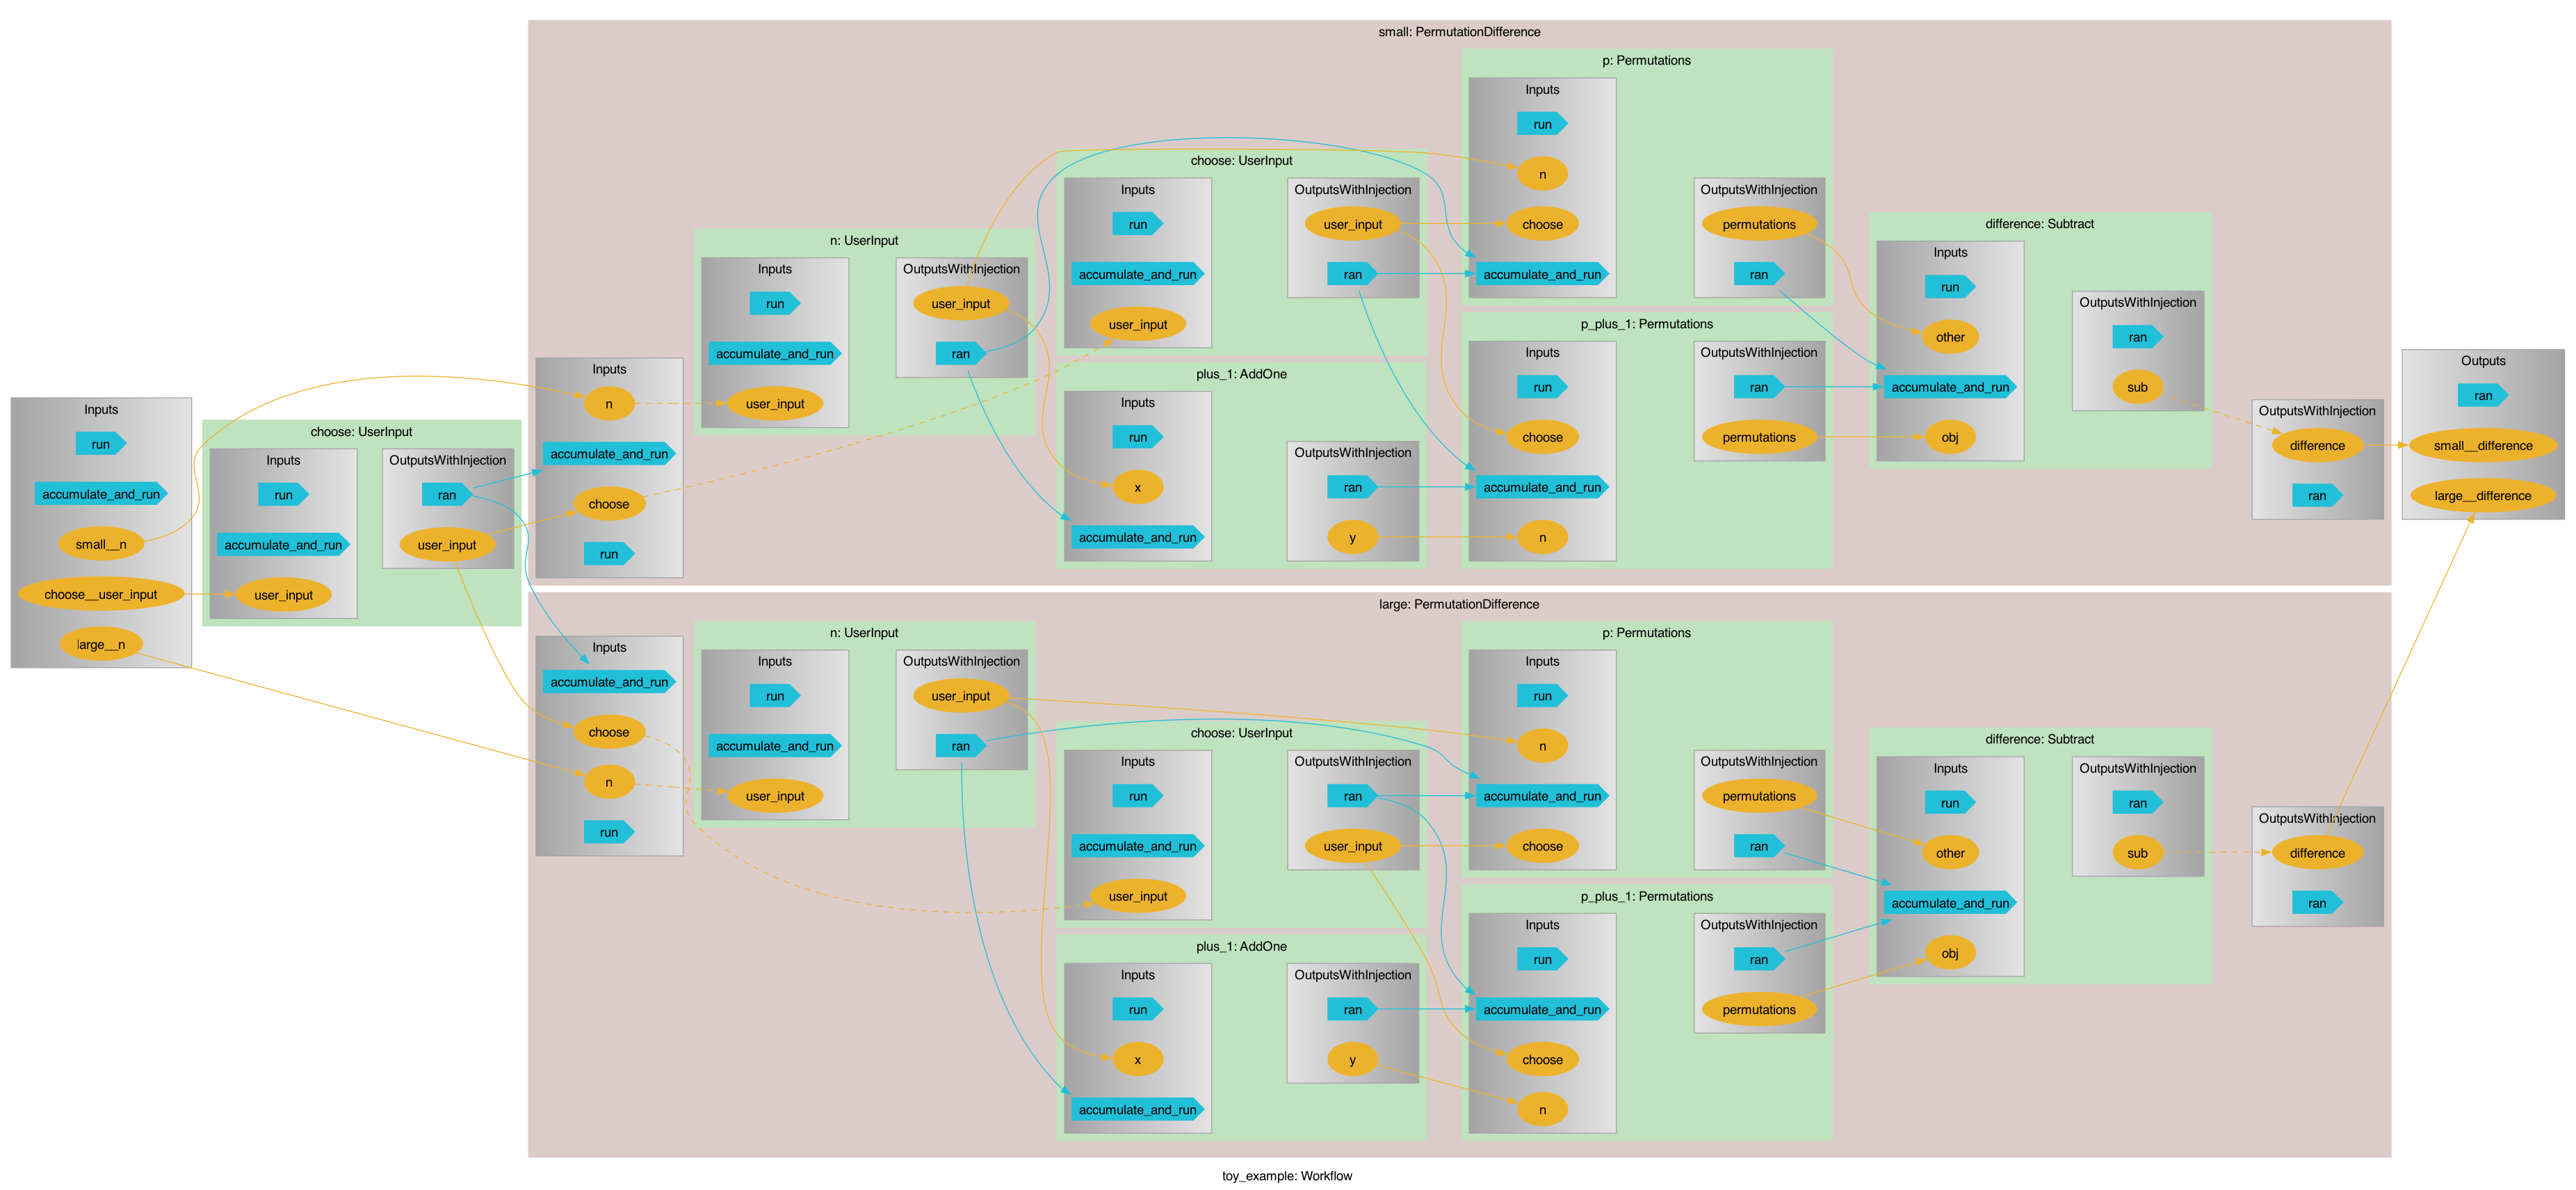 small: PermutationDifference
p: Permutations
Inputs
run
n
choose
accumulate_and_run
OutputsWithInjection
permutations
ran
choose: UserInput
Inputs
run
accumulate_and_run
user_input
OutputsWithInjection
user_input
ran
difference: Subtract
Inputs
run
other
accumulate_and_run
obj
OutputsWithInjection
ran
sub
n: UserInput
Inputs
run
accumulate_and_run
user_input
OutputsWithInjection
user_input
ran
p_plus_1: Permutations
Inputs
run
choose
accumulate_and_run
n
OutputsWithInjection
ran
permutations
plus_1: AddOne
Inputs
run
x
accumulate_and_run
OutputsWithInjection
ran
y
Inputs
n
accumulate_and_run
choose
run
OutputsWithInjection
difference
ran
Outputs
ran
small__difference
large__difference
Inputs
run
accumulate_and_run
small__n
choose__user_input
large__n
choose: UserInput
Inputs
run
accumulate_and_run
user_input
OutputsWithInjection
ran
user_input
large: PermutationDifference
Inputs
accumulate_and_run
choose
n
run
n: UserInput
Inputs
run
accumulate_and_run
user_input
OutputsWithInjection
user_input
ran
choose: UserInput
Inputs
run
accumulate_and_run
user_input
OutputsWithInjection
ran
user_input
plus_1: AddOne
Inputs
run
x
accumulate_and_run
OutputsWithInjection
ran
y
p: Permutations
Inputs
run
n
accumulate_and_run
choose
OutputsWithInjection
permutations
ran
p_plus_1: Permutations
Inputs
run
accumulate_and_run
choose
n
OutputsWithInjection
ran
permutations
difference: Subtract
Inputs
run
other
accumulate_and_run
obj
OutputsWithInjection
ran
sub
OutputsWithInjection
difference
ran
toy_example: Workflow